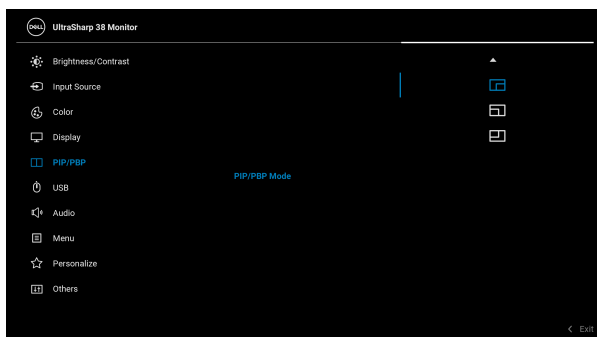 DELL UltraSharp 38 Monitor
Brightness/Contrast
Input Source
Color
Display
PIP/PBP
PIP/PBP Mode
USB
Audio
Menu
Personalize
Others
Exit